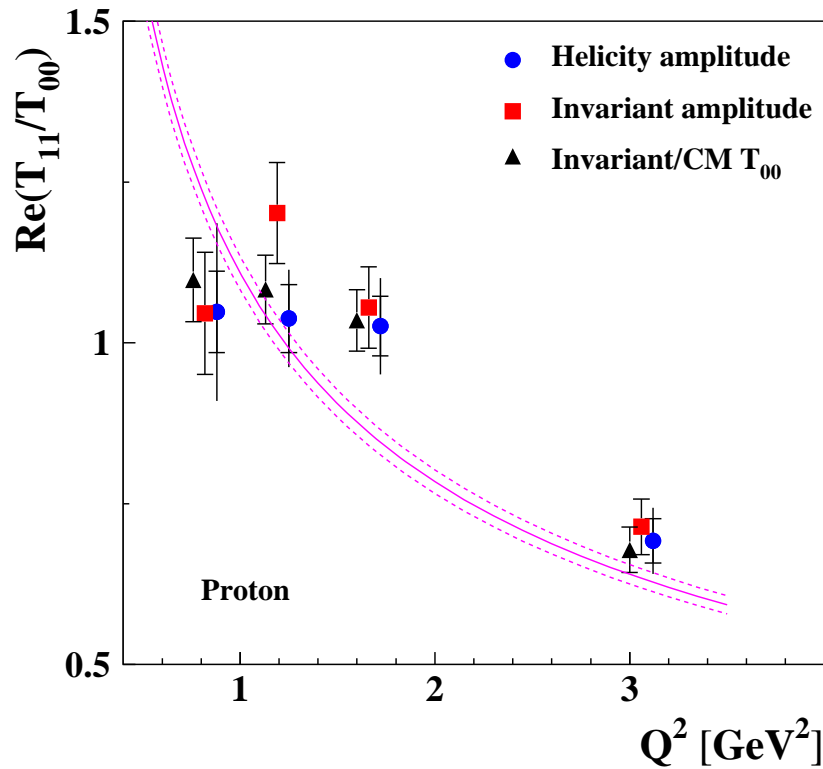 1.5
1
0.5
Re(T₁₁/T₀₀)
Helicity amplitude
Invariant amplitude
Invariant/CM T₀₀
Proton
1 2 3
Q² [GeV²]